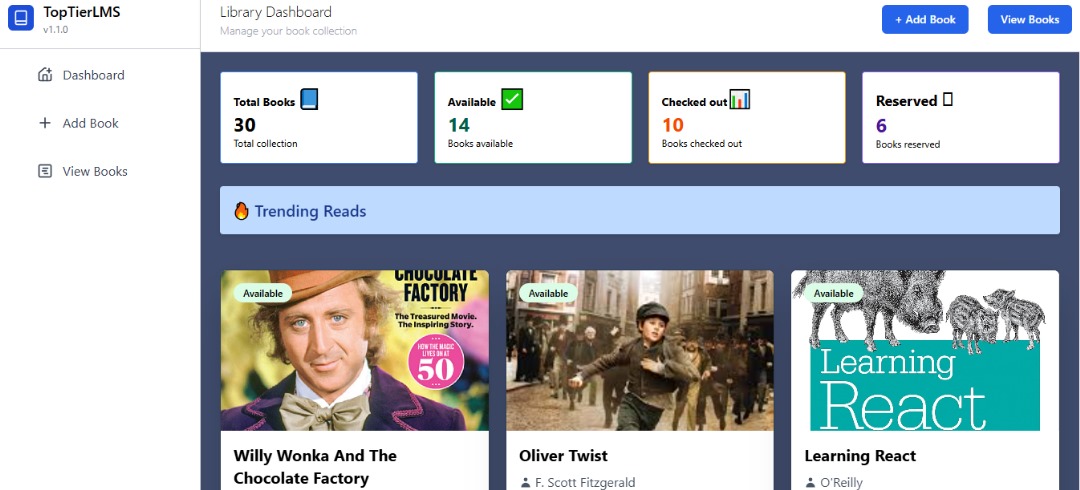 TopTierLMS
v1.1.0
Dashboard
Add Book
View Books
Library Dashboard
Manage your book collection
+ Add Book
View Books
Total Books
30
Total collection
Available
14
Books available
Checked out
10
Books checked out
Reserved
6
Books reserved
Trending Reads
Available
CHOCOLATE
FACTORY
The Treasured Movie.
The Inspiring Story.
HOW THE MAGIC
LIVES ON AT
50
Willy Wonka And The
Chocolate Factory
Available
Oliver Twist
F. Scott Fitzgerald
Available
Learning
React
Learning React
O'Reilly